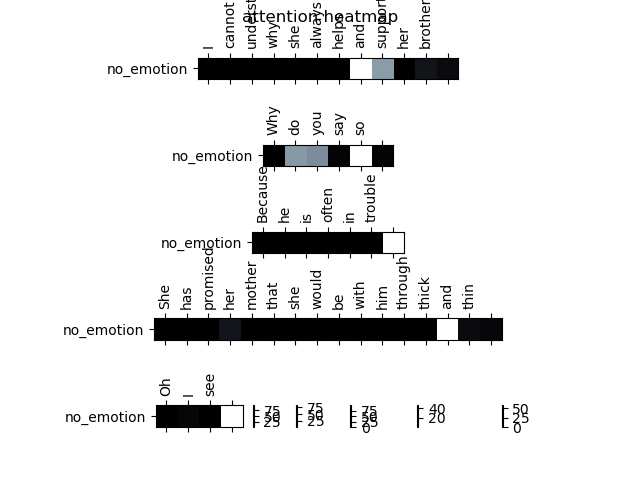 attention heatmap
I cannot why she always helps and support her brother
no_emotion
Why do you say so
no_emotion
Because he is often in trouble
no_emotion
She has promised her mother that she would be with him through thick and thin
no_emotion
Oh I see
no_emotion
75 75 75 40 50
50 50 50 20 25
25 25 25 0
0